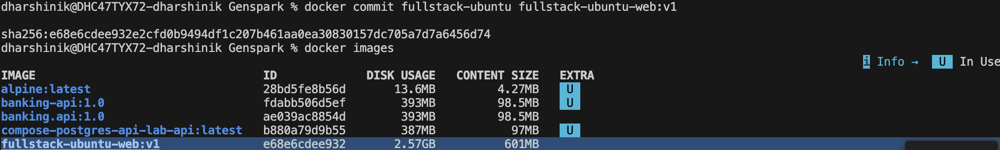 dharshinik@DHC47TYX72-dharshinik Genspark % docker commit fullstack-ubuntu fullstack-ubuntu-web:v1
sha256:e68e6cdee932e2cfd0b9494df1c207b461aa0ea30830157dc705a7d7a6456d74
dharshinik@DHC47TYX72-dharshinik Genspark % docker images
i Info → U In Use
IMAGE ID DISK USAGE CONTENT SIZE EXTRA
alpine:latest 28bd5fe8b56d 13.6MB 4.27MB U
banking-api:1.0 fdabb506d5ef 393MB 98.5MB U
banking.api:1.0 ae039ac8854d 393MB 98.5MB
compose-postgres-api-lab-api:latest b880a79d9b55 387MB 97MB U
fullstack-ubuntu-web:v1 e68e6cdee932 2.57GB 601MB